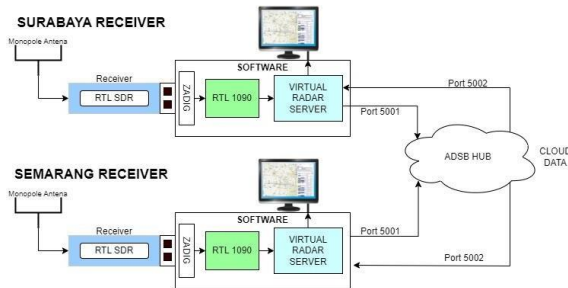 SURABAYA RECEIVER
Monopole Antena
Receiver
RTL SDR
SOFTWARE
ZADIG
RTL 1090
VIRTUAL
RADAR
SERVER
Port 5002
Port 5001
ADSB HUB
CLOUD
DATA
SEMARANG RECEIVER
Monopole Antena
Receiver
RTL SDR
SOFTWARE
ZADIG
RTL 1090
VIRTUAL
RADAR
SERVER
Port 5001
Port 5002